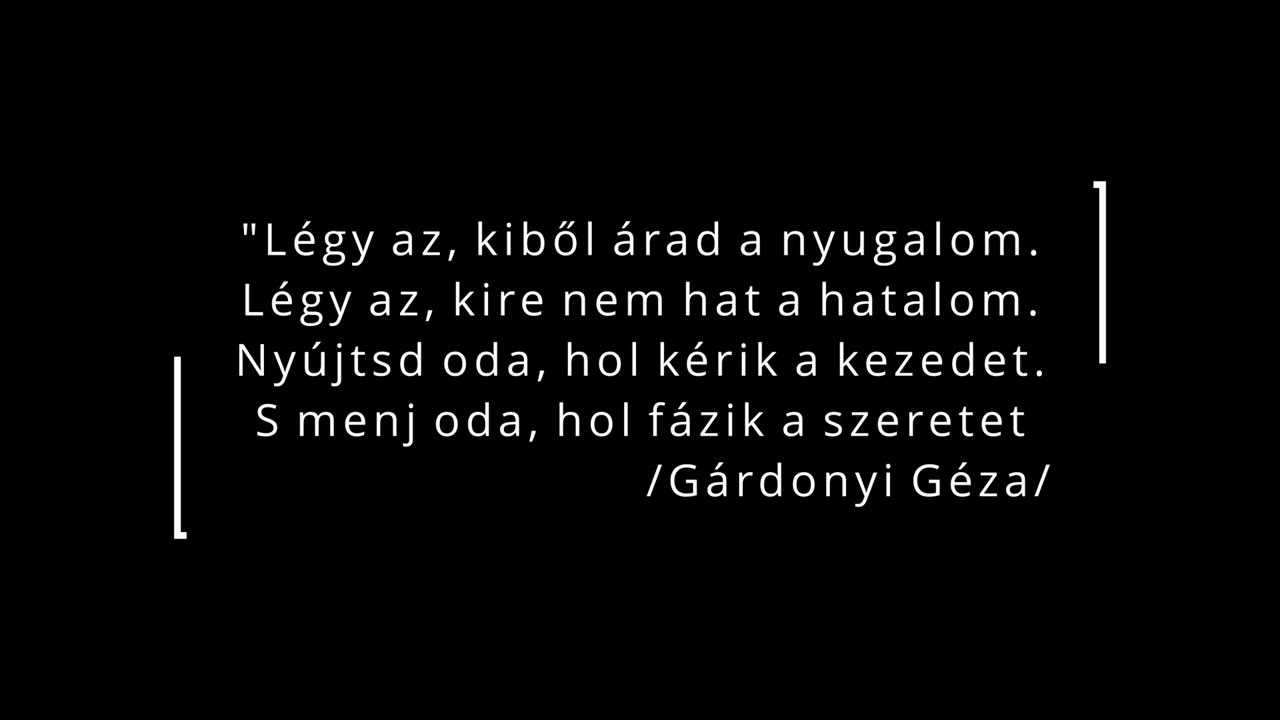 "Légy az, kiből árad a nyugalom.
Légy az, kire nem hat a hatalom.
Nyújtsd oda, hol kérik a kezedet.
S menj oda, hol fázik a szeretet
/Gárdonyi Géza/